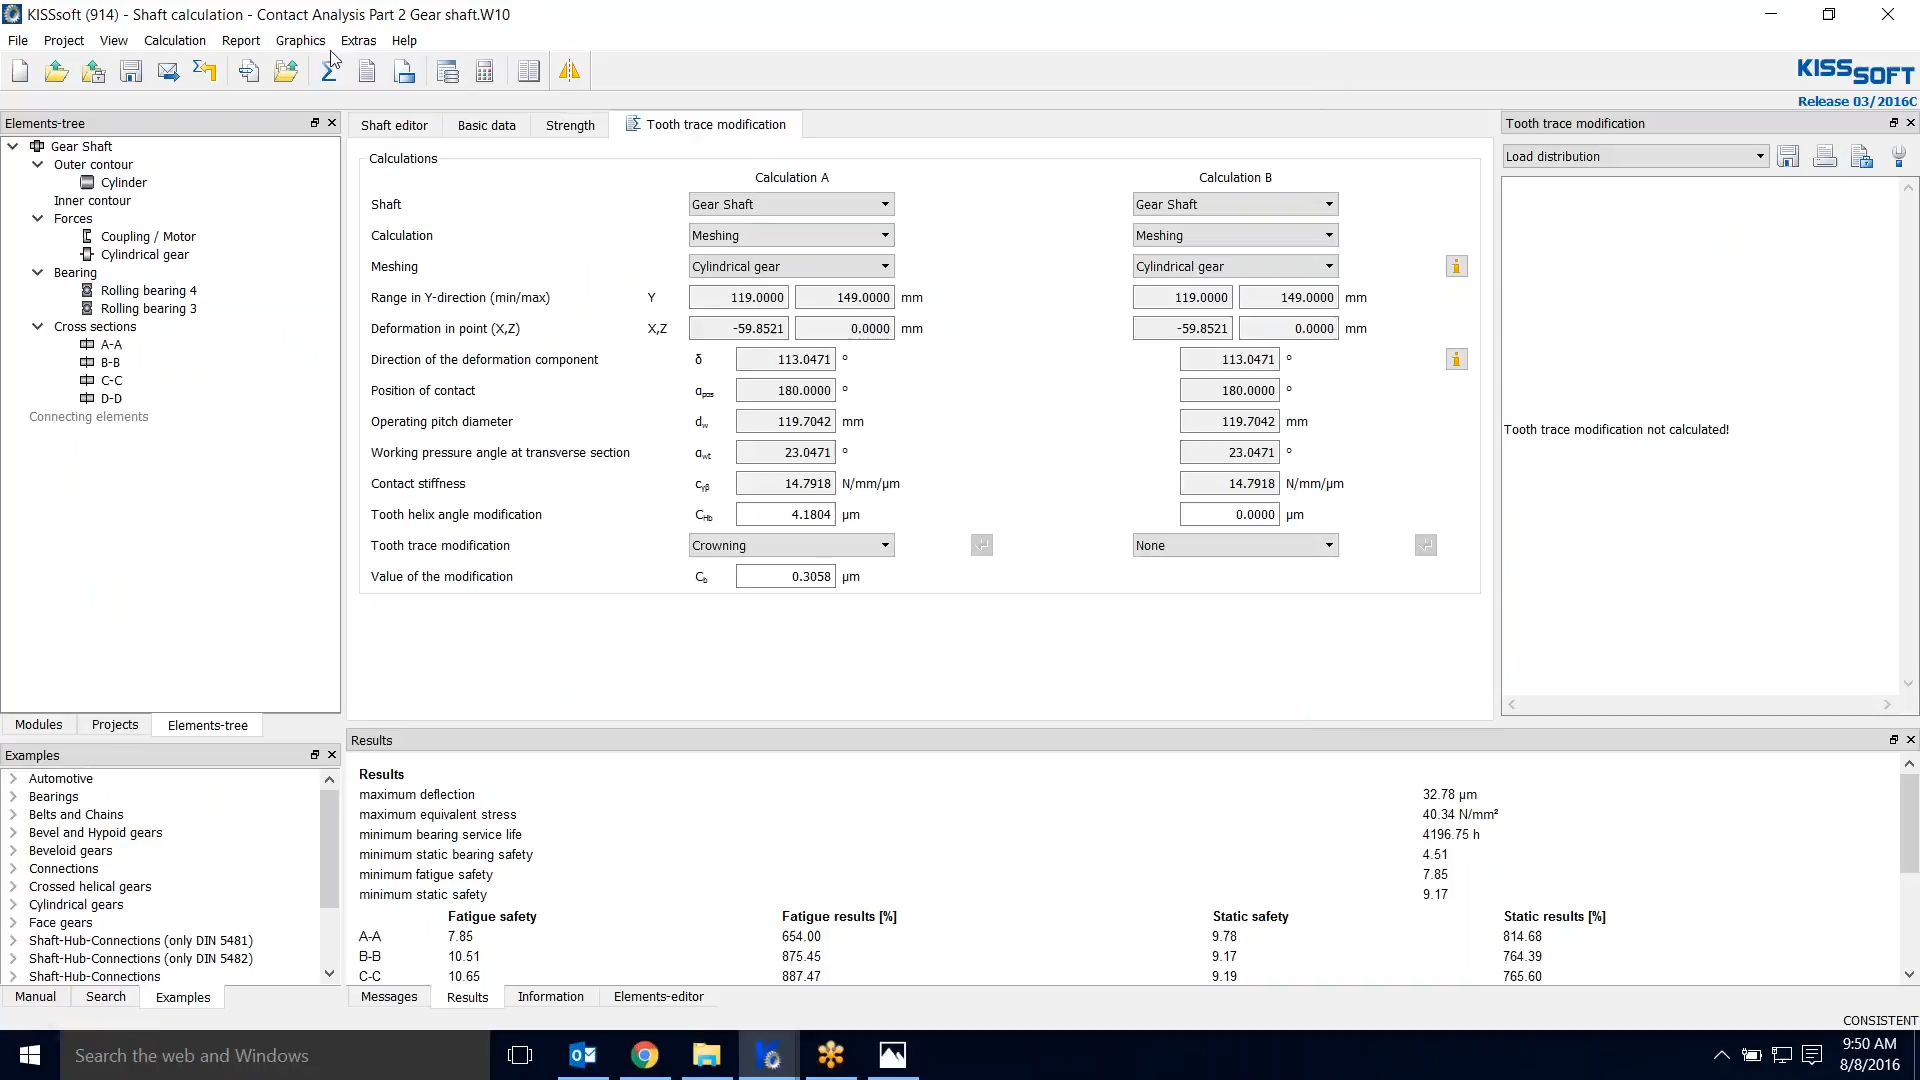 KISSsoft (914) - Shaft calculation - Contact Analysis Part 2 Gear shaft.W10
File Project View Calculation Report Graphics Extras Help
KISSSOFT
Release 03/2016C
Elements-tree
Gear Shaft
Outer contour
Cylinder
Inner contour
Forces
Coupling / Motor
Cylindrical gear
Bearing
Rolling bearing 4
Rolling bearing 3
Cross sections
A-A
B-B
C-C
D-D
Connecting elements
Modules Projects Elements-tree
Examples
Automotive
Bearings
Belts and Chains
Bevel and Hypoid gears
Beveloid gears
Connections
Crossed helical gears
Cylindrical gears
Face gears
Shaft-Hub-Connections (only DIN 5481)
Shaft-Hub-Connections (only DIN 5482)
Shaft-Hub-Connections
Manual Search Examples
Shaft editor Basic data Strength Tooth trace modification
Calculations
Calculation A Calculation B
Shaft Gear Shaft Gear Shaft
Calculation Meshing Meshing
Meshing Cylindrical gear Cylindrical gear
Range in Y-direction (min/max) Y 119.0000 149.0000 mm 119.0000 149.0000 mm
Deformation in point (X,Z) X,Z -59.8521 0.0000 mm -59.8521 0.0000 mm
Direction of the deformation component δ 113.0471 ° 113.0471 °
Position of contact αpos 180.0000 ° 180.0000 °
Operating pitch diameter dw 119.7042 mm 119.7042 mm
Working pressure angle at transverse section αwt 23.0471 ° 23.0471 °
Contact stiffness cγβ 14.7918 N/mm/µm 14.7918 N/mm/µm
Tooth helix angle modification CHb 4.1804 µm 0.0000 µm
Tooth trace modification Crowning None
Value of the modification Cb 0.3058 µm
Tooth trace modification
Load distribution
Tooth trace modification not calculated!
Results
Results
maximum deflection 32.78 µm
maximum equivalent stress 40.34 N/mm²
minimum bearing service life 4196.75 h
minimum static bearing safety 4.51
minimum fatigue safety 7.85
minimum static safety 9.17
Fatigue safety Fatigue results [%] Static safety Static results [%]
A-A 7.85 654.00 9.78 814.68
B-B 10.51 875.45 9.17 764.39
C-C 10.65 887.47 9.19 765.60
Messages Results Information Elements-editor
CONSISTENT
Search the web and Windows
9:50 AM
8/8/2016